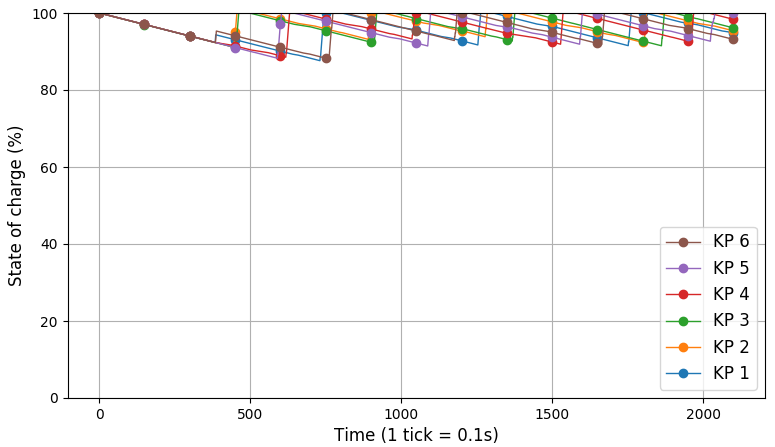 100
80
60
40
20
0
State of charge (%)
KP 6
KP 5
KP 4
KP 3
KP 2
KP 1
0 500 1000 1500 2000
Time (1 tick = 0.1s)